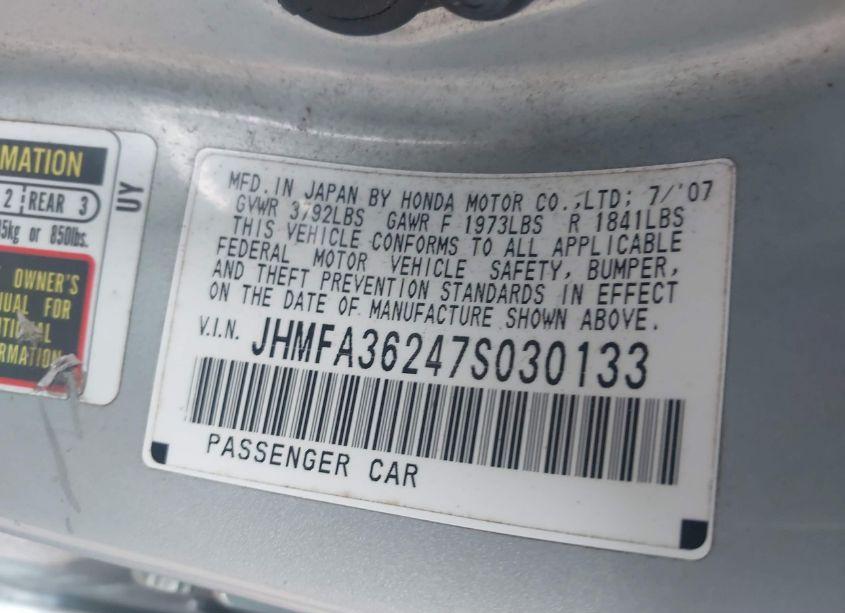 MATION
2 REAR 3
5kg or 850lbs.
OWNER'S
UAL FOR
UY
MFD. IN JAPAN BY HONDA MOTOR CO.,LTD; 7/'07
GVWR 3792LBS GAWR F 1973LBS R 1841LBS
THIS VEHICLE CONFORMS TO ALL APPLICABLE
FEDERAL MOTOR VEHICLE SAFETY, BUMPER,
AND THEFT PREVENTION STANDARDS IN EFFECT
ON THE DATE OF MANUFACTURE SHOWN ABOVE.
V.I.N. JHMFA36247S030133
PASSENGER CAR